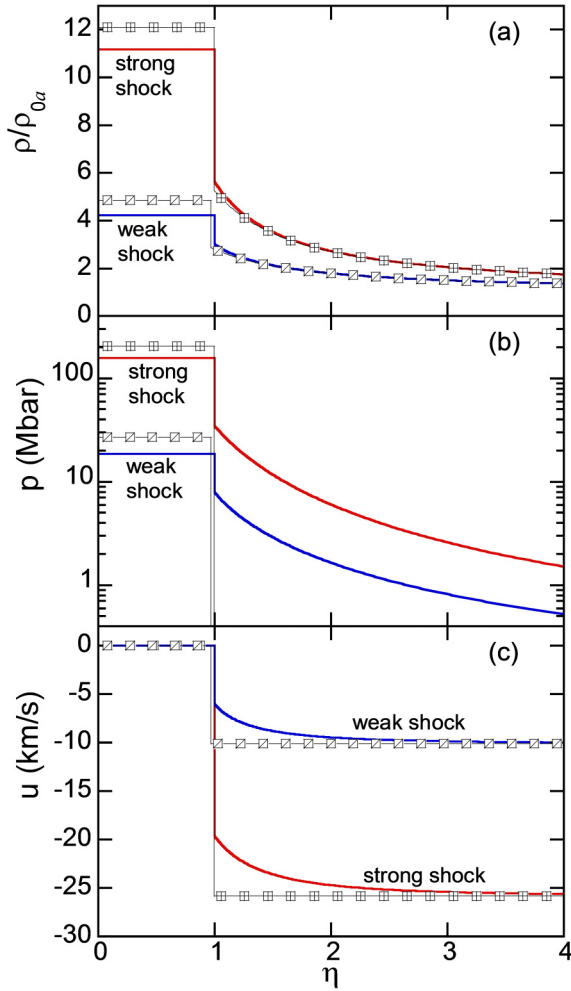 12
10
8
6
4
2
0
ρ/ρ0a
(a)
strong
shock
weak
shock
100
10
1
p (Mbar)
(b)
strong shock
weak
shock
0
-5
-10
-15
-20
-25
-30
u (km/s)
(c)
weak shock
strong shock
0
1
2
3
4
η